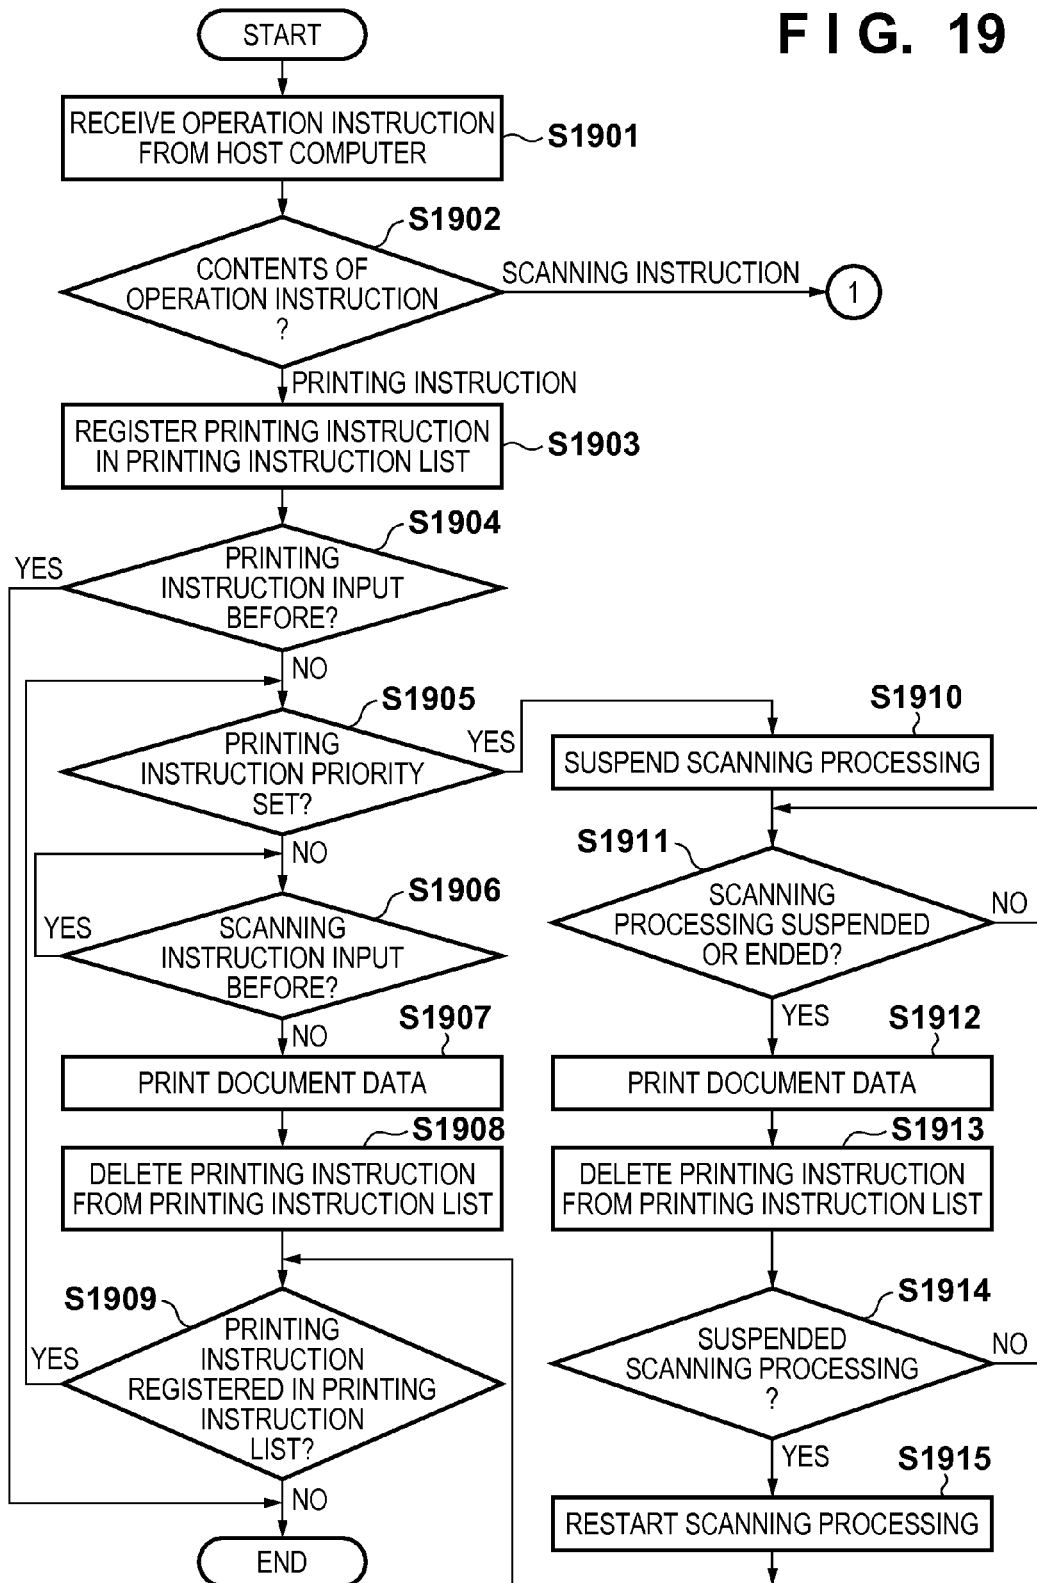 FIG. 19
START
RECEIVE OPERATION INSTRUCTION
FROM HOST COMPUTER
S1901
S1902
CONTENTS OF
OPERATION INSTRUCTION
?
SCANNING INSTRUCTION
1
PRINTING INSTRUCTION
REGISTER PRINTING INSTRUCTION
IN PRINTING INSTRUCTION LIST
S1903
S1904
YES
PRINTING
INSTRUCTION INPUT
BEFORE?
NO
S1905
PRINTING
INSTRUCTION PRIORITY
SET?
YES
NO
S1906
YES
SCANNING
INSTRUCTION INPUT
BEFORE?
NO
S1907
PRINT DOCUMENT DATA
S1908
DELETE PRINTING INSTRUCTION
FROM PRINTING INSTRUCTION LIST
S1909
YES
PRINTING
INSTRUCTION
REGISTERED IN PRINTING
INSTRUCTION
LIST?
NO
END
S1910
SUSPEND SCANNING PROCESSING
S1911
SCANNING
PROCESSING SUSPENDED
OR ENDED?
NO
YES
S1912
PRINT DOCUMENT DATA
S1913
DELETE PRINTING INSTRUCTION
FROM PRINTING INSTRUCTION LIST
S1914
SUSPENDED
SCANNING PROCESSING
?
NO
YES
S1915
RESTART SCANNING PROCESSING